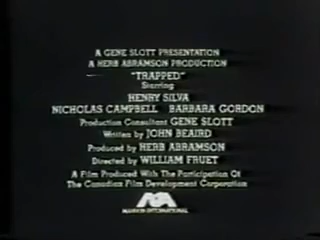 A GENE SLOTT PRESENTATION
A HERB ABRAMSON PRODUCTION
"TRAPPED"
Starring
HENRY SILVA
NICHOLAS CAMPBELL BARBARA GORDON
Production Consultant GENE SLOTT
Written by JOHN BEAIRD
Produced by HERB ABRAMSON
Directed by WILLIAM FRUET
A Film Produced With The Participation Of
The Canadian Film Development Corporation
MANSON INTERNATIONAL